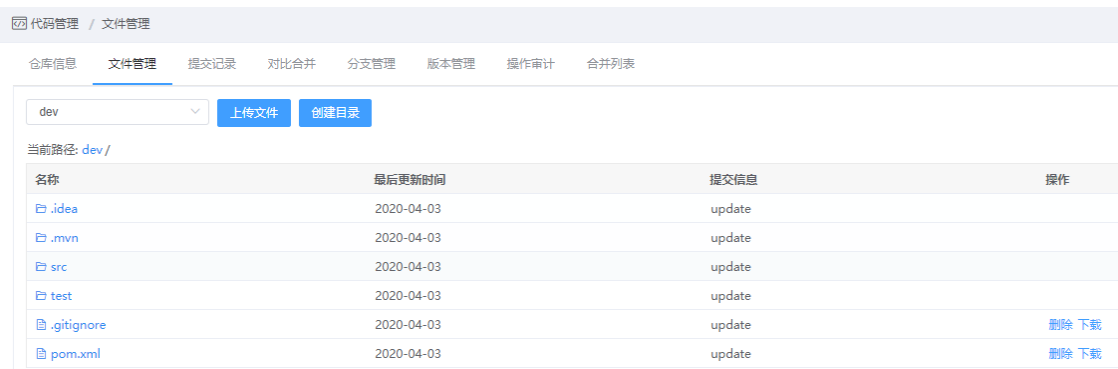 代码管理 / 文件管理
仓库信息 文件管理 提交记录 对比合并 分支管理 版本管理 操作审计 合并列表
dev 上传文件 创建目录
当前路径: dev /
名称 最后更新时间 提交信息 操作
.idea 2020-04-03 update
.mvn 2020-04-03 update
src 2020-04-03 update
test 2020-04-03 update
.gitignore 2020-04-03 update 删除 下载
pom.xml 2020-04-03 update 删除 下载